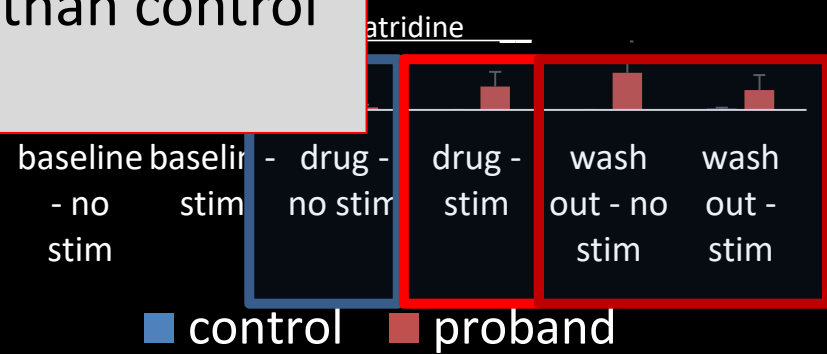 than control
atridine
baseline baselin - drug - drug - wash wash
- no stim no stim stim out - no out -
stim stim stim
control proband